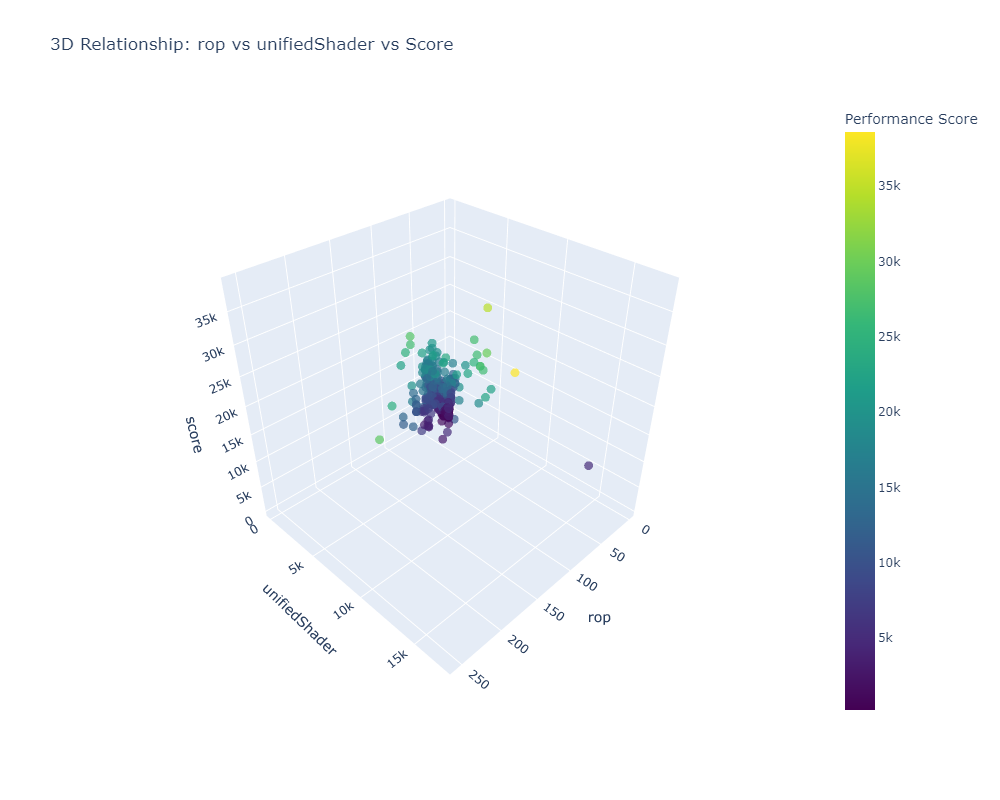 3D Relationship: rop vs unifiedShader vs Score
Performance Score
35k
30k
25k
20k
15k
10k
5k
35k
30k
25k
20k
15k
10k
5k
0
score
0
5k
10k
15k
unifiedShader
0
50
100
150
200
250
rop